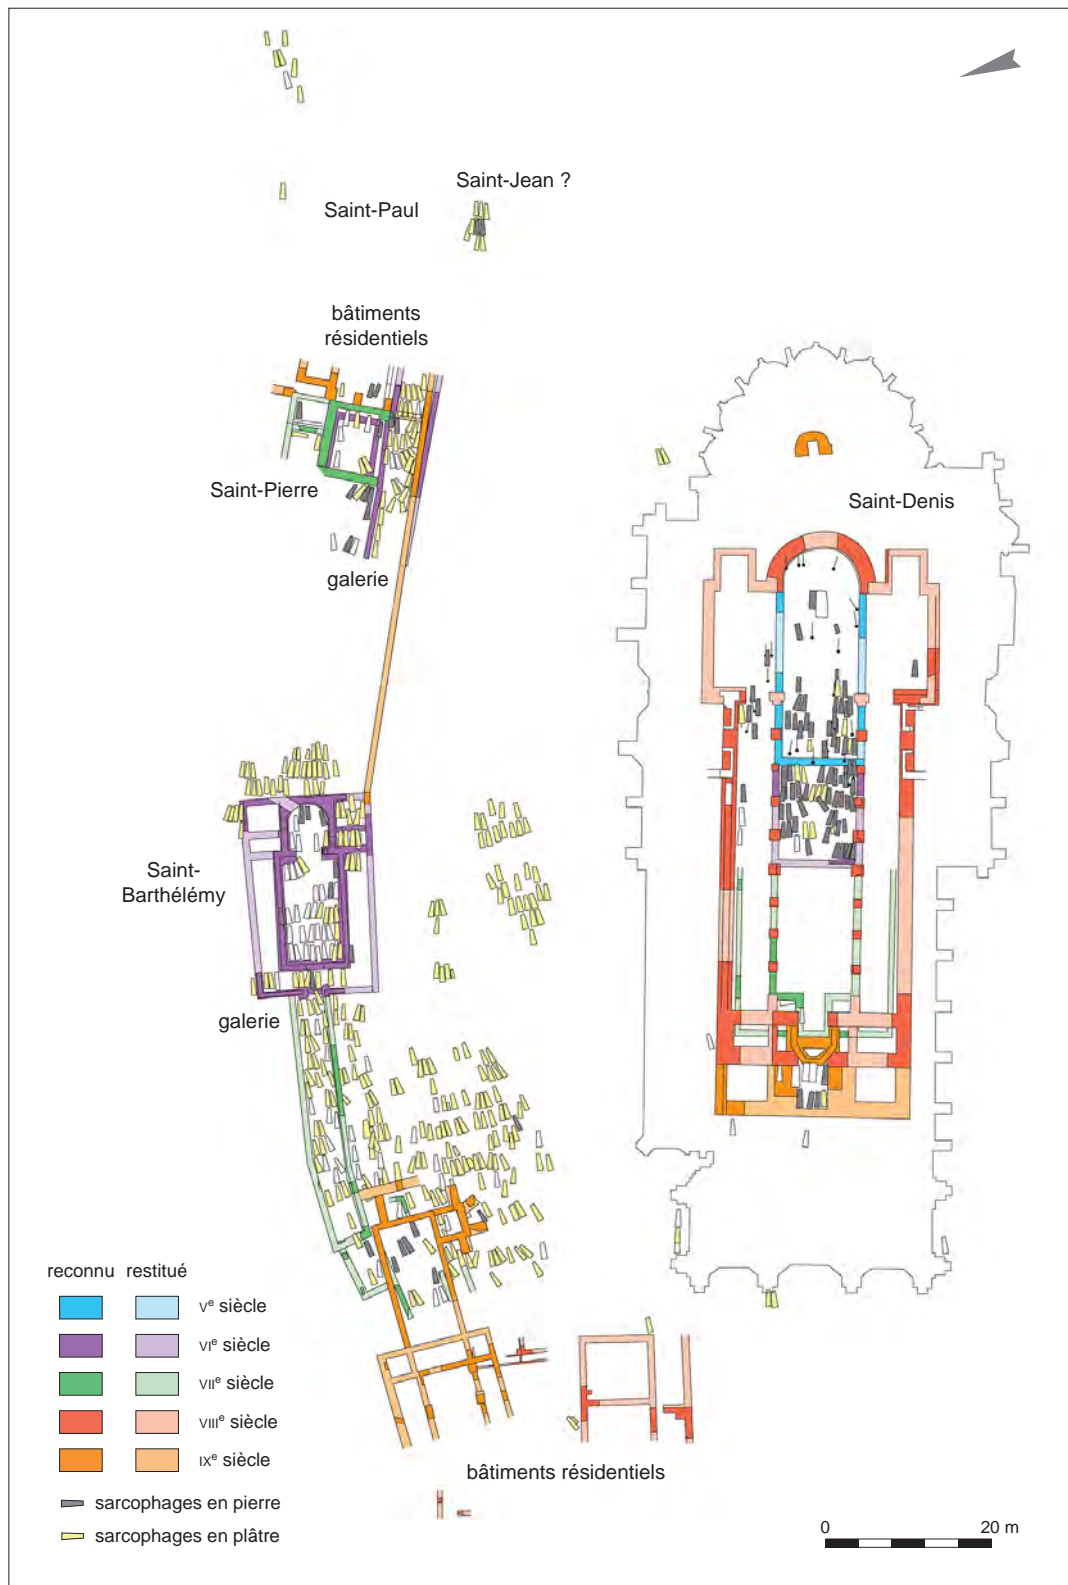 Saint-Jean ?
Saint-Paul
bâtiments
résidentiels
Saint-Pierre
Saint-Denis
galerie
Saint-
Barthélémy
galerie
reconnu restitué
Ve siècle
VIe siècle
VIIe siècle
VIIIe siècle
IXe siècle
bâtiments résidentiels
sarcophages en pierre
sarcophages en plâtre
0 20 m